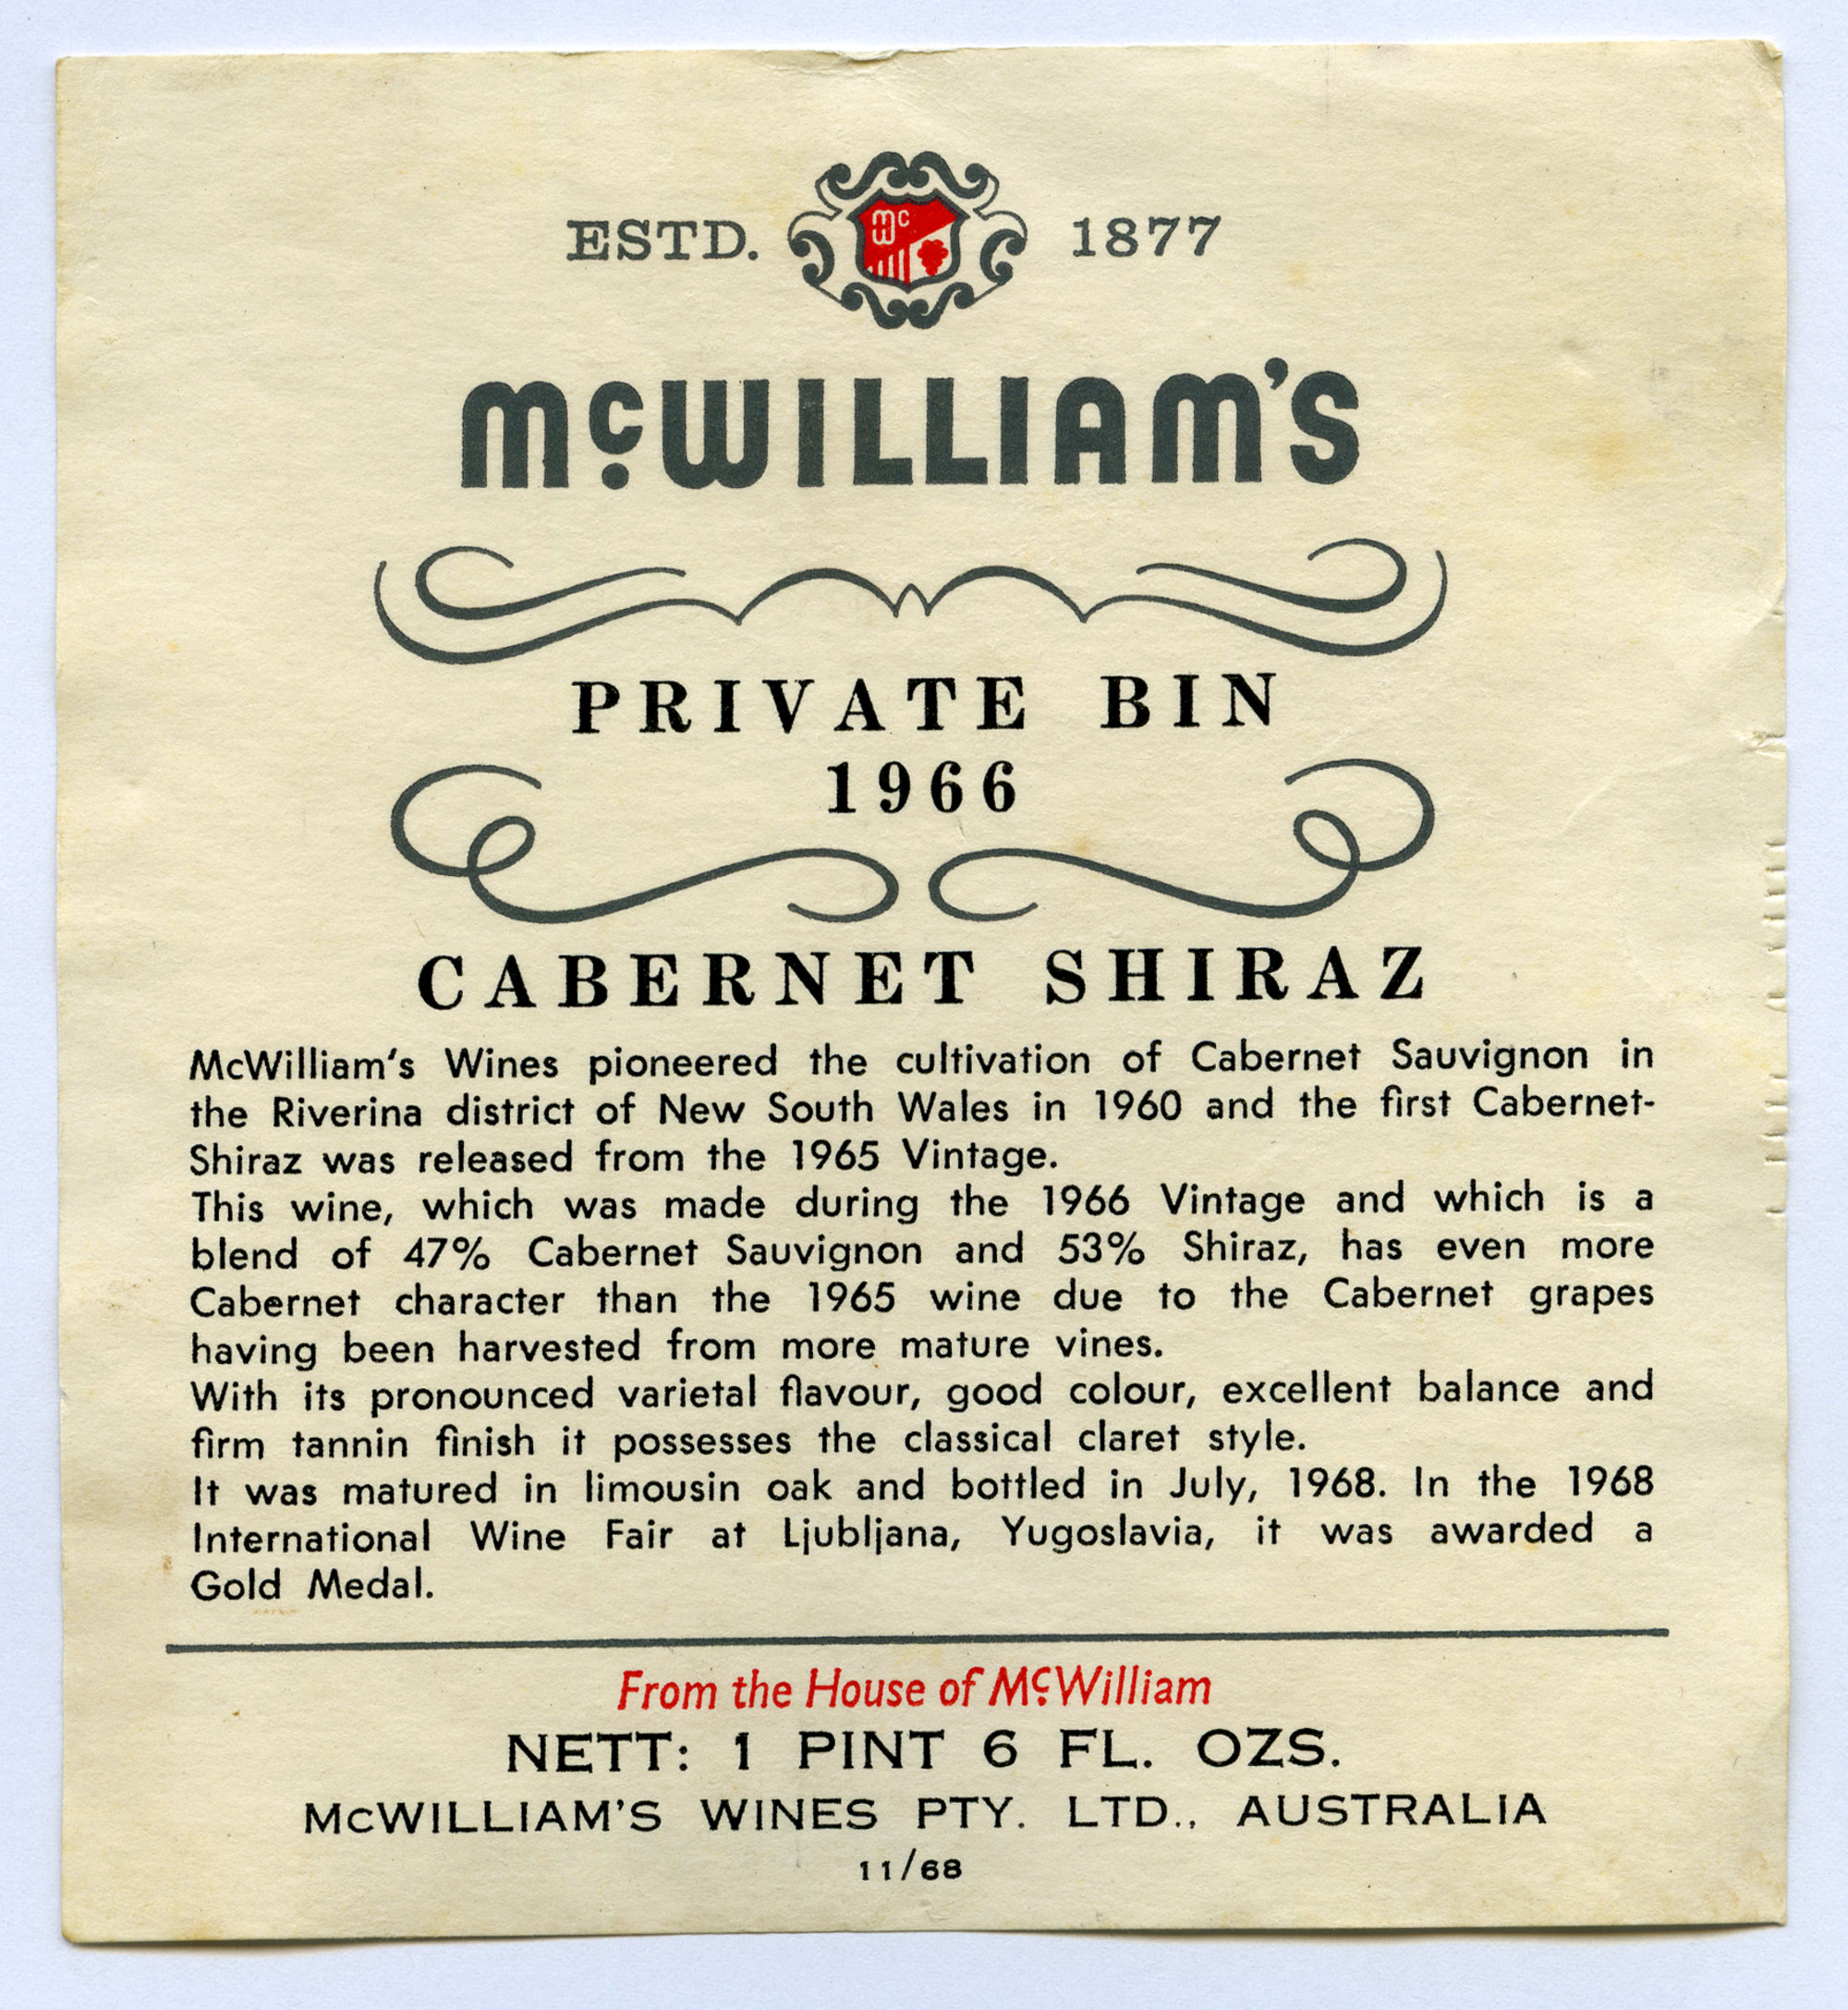 ESTD. Mc W 1877
McWILLIAM'S
PRIVATE BIN
1966
CABERNET SHIRAZ
McWilliam's Wines pioneered the cultivation of Cabernet Sauvignon in
the Riverina district of New South Wales in 1960 and the first Cabernet-
Shiraz was released from the 1965 Vintage.
This wine, which was made during the 1966 Vintage and which is a
blend of 47% Cabernet Sauvignon and 53% Shiraz, has even more
Cabernet character than the 1965 wine due to the Cabernet grapes
having been harvested from more mature vines.
With its pronounced varietal flavour, good colour, excellent balance and
firm tannin finish it possesses the classical claret style.
It was matured in limousin oak and bottled in July, 1968. In the 1968
International Wine Fair at Ljubljana, Yugoslavia, it was awarded a
Gold Medal.
From the House of McWilliam
NETT: 1 PINT 6 FL. OZS.
McWILLIAM'S WINES PTY. LTD., AUSTRALIA
11/68